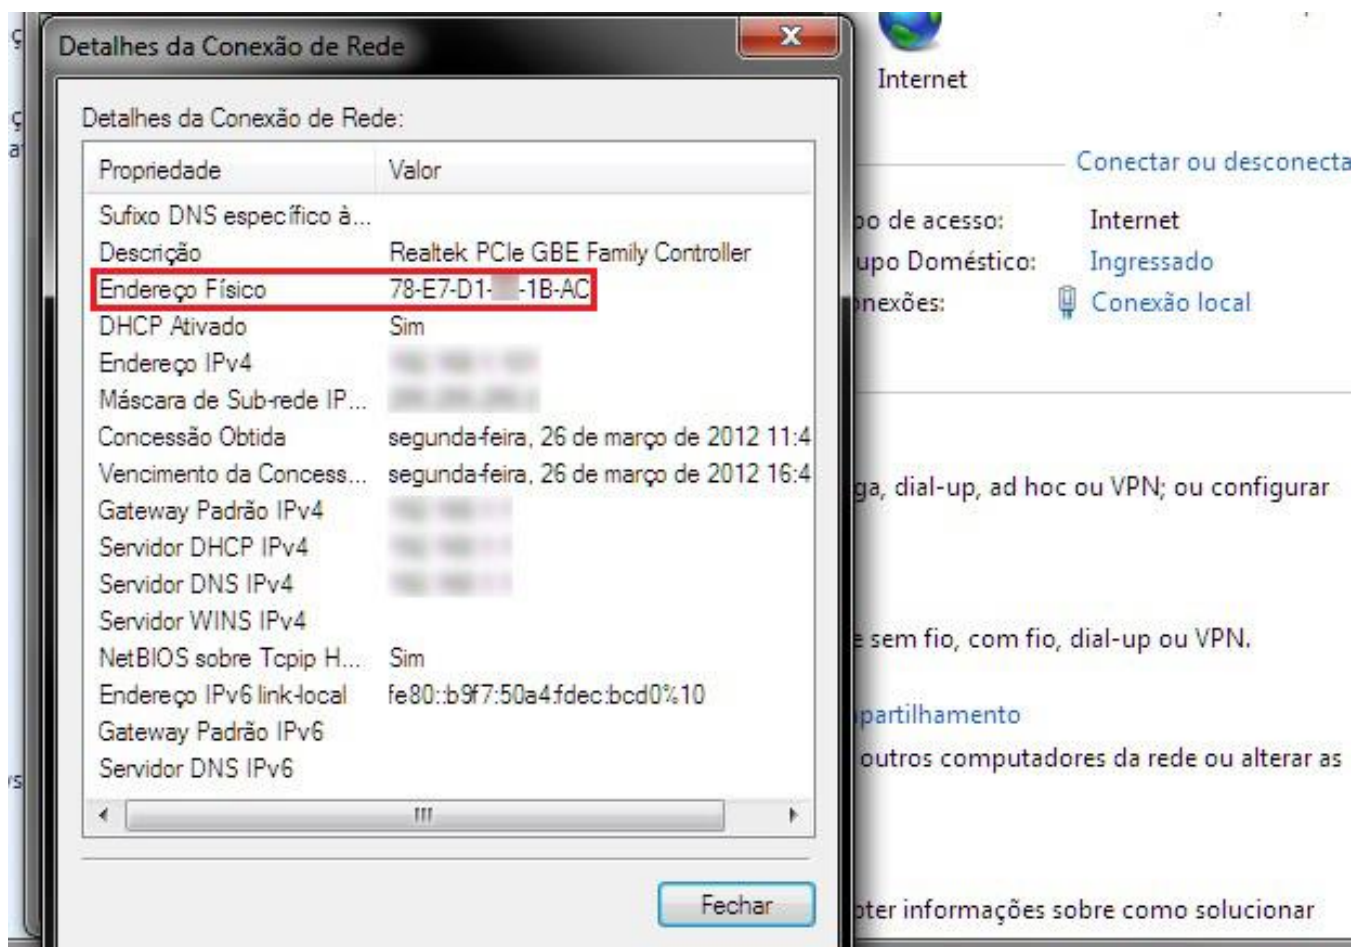 Detalhes da Conexão de Rede
Detalhes da Conexão de Rede:
Propriedade Valor
Sufixo DNS específico à...
Descrição Realtek PCIe GBE Family Controller
Endereço Físico 78-E7-D1- -1B-AC
DHCP Ativado Sim
Endereço IPv4
Máscara de Sub-rede IP...
Concessão Obtida segunda-feira, 26 de março de 2012 11:4
Vencimento da Concess... segunda-feira, 26 de março de 2012 16:4
Gateway Padrão IPv4
Servidor DHCP IPv4
Servidor DNS IPv4
Servidor WINS IPv4
NetBIOS sobre Tcpip H... Sim
Endereço IPv6 link-local fe80::b9f7:50a4:fdec:bcd0%10
Gateway Padrão IPv6
Servidor DNS IPv6
Fechar
Internet
Conectar ou desconecta
po de acesso: Internet
upo Doméstico: Ingressado
onexões: Conexão local
ga, dial-up, ad hoc ou VPN; ou configurar
e sem fio, com fio, dial-up ou VPN.
partilhamento
outros computadores da rede ou alterar as
oter informações sobre como solucionar